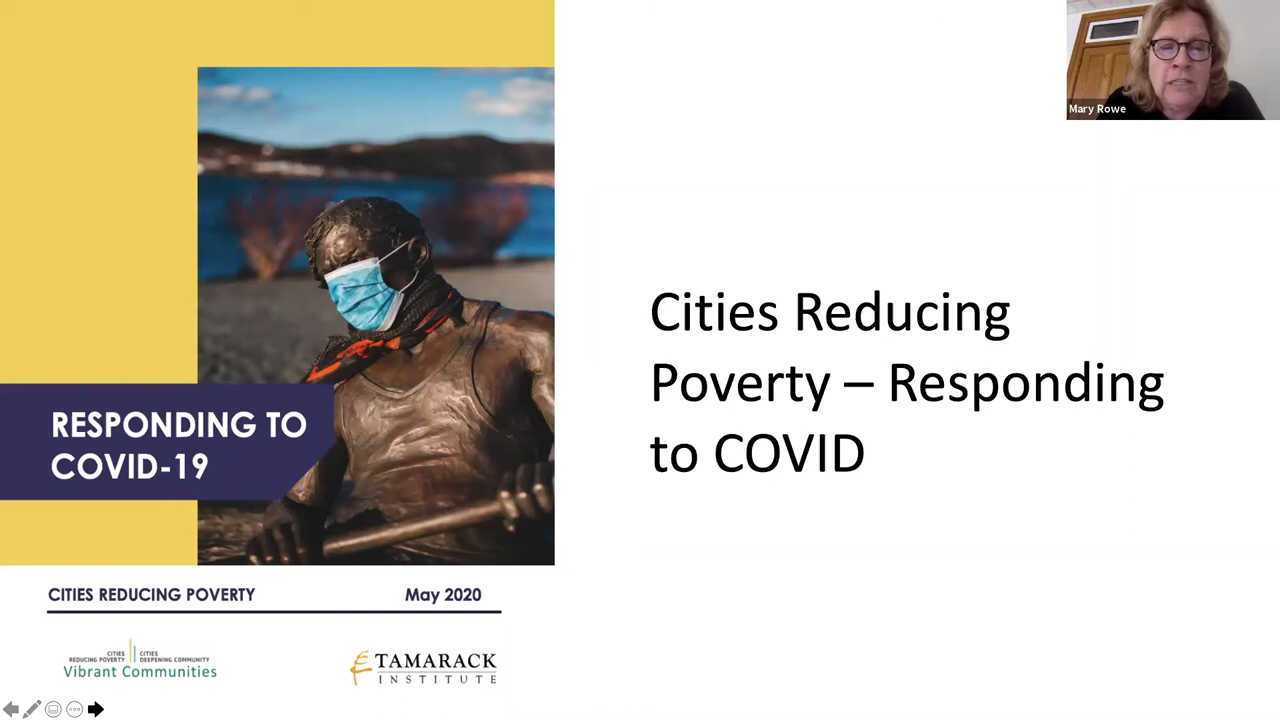 Mary Rowe
RESPONDING TO
COVID-19
Cities Reducing
Poverty – Responding
to COVID
CITIES REDUCING POVERTY
May 2020
CITIES
REDUCING POVERTY
CITIES
DEEPENING COMMUNITY
Vibrant Communities
TAMARACK
INSTITUTE